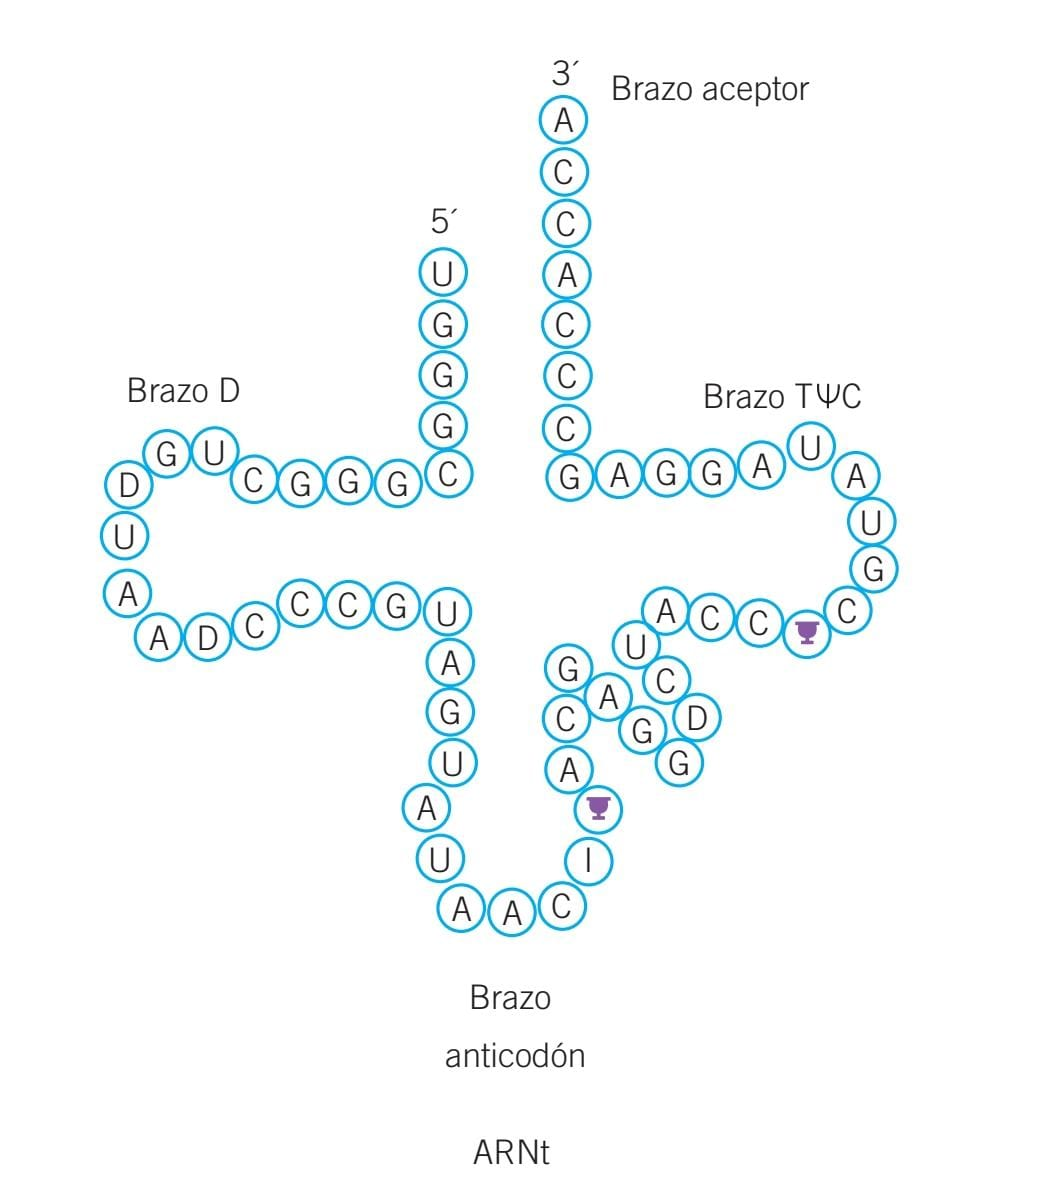 3´
Brazo aceptor
A
C
C
5´
A
U
C
G
C
G
Brazo D
Brazo TΨC
G
C
G U
U
D
C G G G C
G A G G A
A
U
U
G
A
A D C C C G U
U A C C
C
A
G
C
A
G
C
G
D
U
A
G
A
U
I
A A C
Brazo
anticodón
ARNt